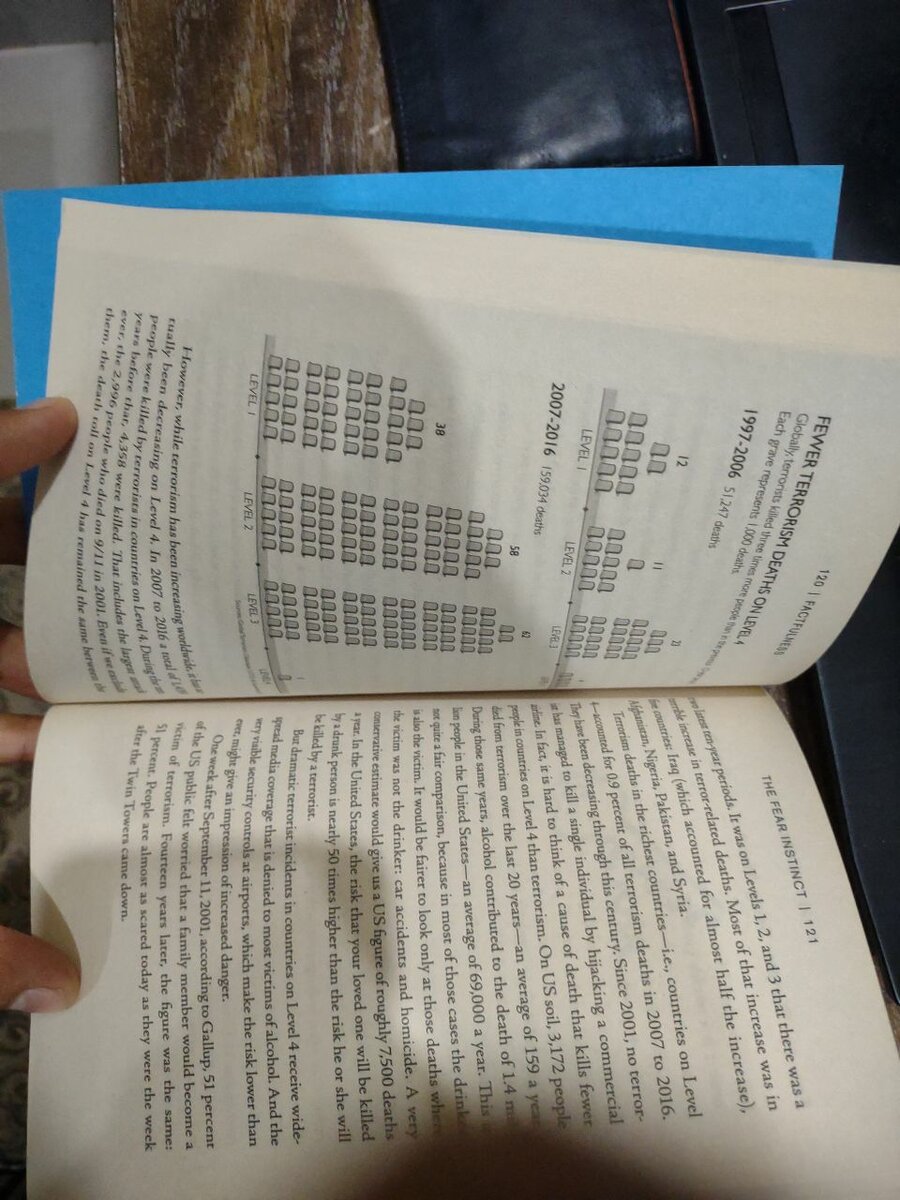 120 | FACTFULNESS
FEWER TERRORISM DEATHS ON LEVEL 4
Globally, terrorists killed three times more people than in the
Each grave represents 1,000 deaths.
1997-2006 51,247 deaths
12
11
23
LEVEL 1
LEVEL 2
LEVEL 3
2007-2016 159,034 deaths
38
58
62
1
LEVEL 1
LEVEL 2
LEVEL 3
However, while terrorism has been increasing worldwide, it has
tually been decreasing on Level 4. In 2007 to 2016 a total of
people were killed by terrorists in countries on Level 4. During the
years before that, 4,358 were killed. That includes the largest
ever, the 2,996 people who died on 9/11 in 2001. Even if we exclude
them, the death toll on Level 4 has remained the same between the
THE FEAR INSTINCT | 121
latest ten-year periods. It was on Levels 1, 2, and 3 that there was a
terrible increase in terror-related deaths. Most of that increase was in
five countries: Iraq (which accounted for almost half the increase),
Afghanistan, Nigeria, Pakistan, and Syria.
Terrorism deaths in the richest countries—i.e., countries on Level
4—accounted for 0.9 percent of all terrorism deaths in 2007 to 2016.
They have been decreasing through this century. Since 2001, no terror-
ist has managed to kill a single individual by hijacking a commercial
airline. In fact, it is hard to think of a cause of death that kills fewer
people in countries on Level 4 than terrorism. On US soil, 3,172 people
died from terrorism over the last 20 years—an average of 159 a year.
During those same years, alcohol contributed to the death of 1.4 mil-
lion people in the United States—an average of 69,000 a year. This
not quite a fair comparison, because in most of those cases the drinker
is also the victim. It would be fairer to look only at those deaths where
the victim was not the drinker: car accidents and homicide. A very
conservative estimate would give us a US figure of roughly 7,500 deaths
a year. In the United States, the risk that your loved one will be killed
by a drunk person is nearly 50 times higher than the risk he or she will
be killed by a terrorist.
But dramatic terrorist incidents in countries on Level 4 receive wide-
spread media coverage that is denied to most victims of alcohol. And the
very visible security controls at airports, which make the risk lower than
ever, might give an impression of increased danger.
One week after September 11, 2001, according to Gallup, 51 percent
of the US public felt worried that a family member would become a
victim of terrorism. Fourteen years later, the figure was the same:
51 percent. People are almost as scared today as they were the week
after the Twin Towers came down.